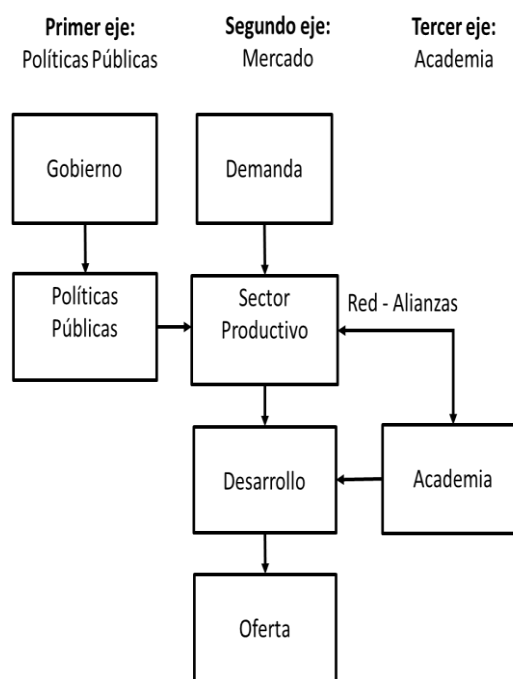 Primer eje:
Políticas Públicas
Segundo eje:
Mercado
Tercer eje:
Academia
Gobierno
Demanda
Políticas
Públicas
Sector
Productivo
Red - Alianzas
Desarrollo
Academia
Oferta